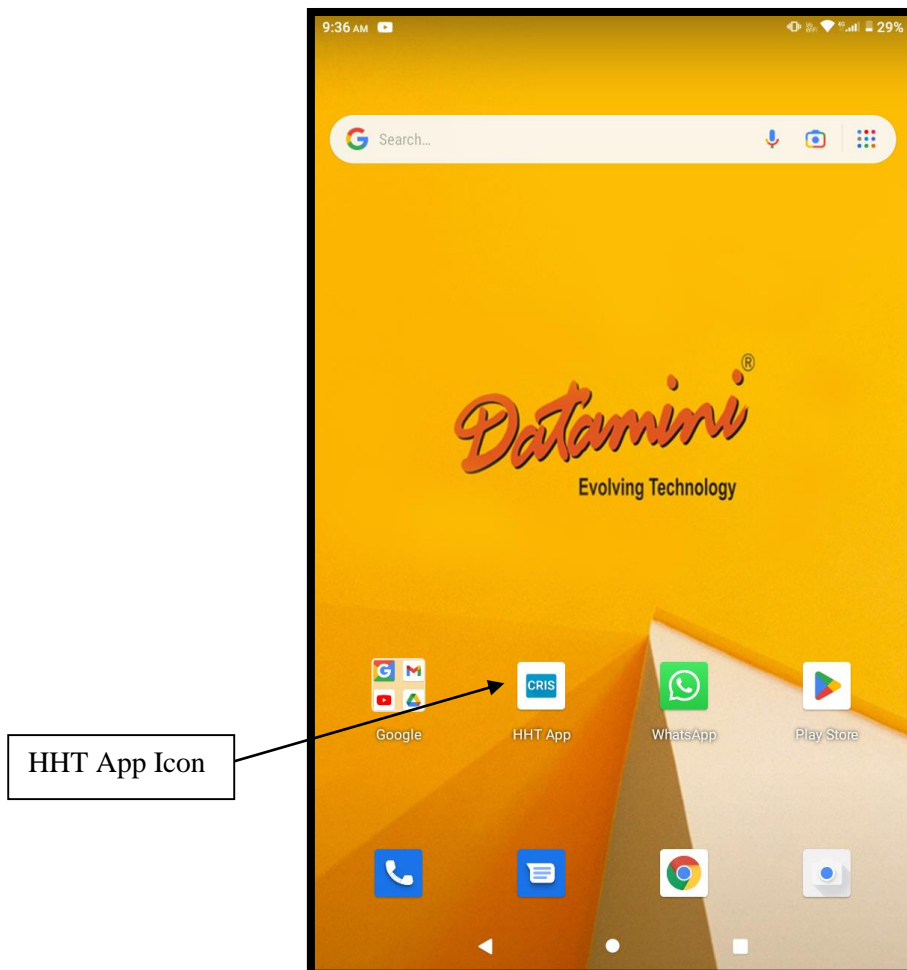 9:36 AM 29%
Search…
Datamini®
Evolving Technology
CRIS
Google HHT App WhatsApp Play Store
HHT App Icon